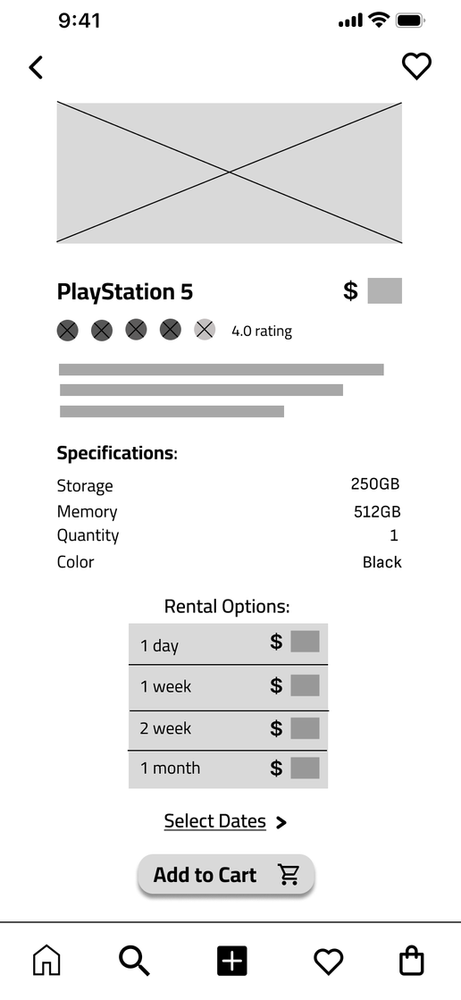 9:41
PlayStation 5 $
4.0 rating
Specifications:
Storage 250GB
Memory 512GB
Quantity 1
Color Black
Rental Options:
1 day $
1 week $
2 week $
1 month $
Select Dates >
Add to Cart